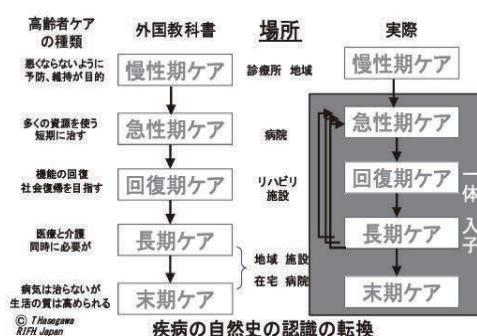 高齢者ケア
の種類
外国教科書
場所
実際
悪くならないように
予防、維持が目的
慢性期ケア
診療所 地域
慢性期ケア
多くの資源を使う
短期に治す
急性期ケア
病院
急性期ケア
機能の回復
社会復帰を目指す
回復期ケア
リハビリ
施設
回復期ケア
一体
医療と介護
同時に必要が
長期ケア
長期ケア
入子
地域 施設
在宅 病院
病気は治らないが
生活の質は高められる
末期ケア
末期ケア
© THasegawa
RIFH Japan
疾病の自然史の認識の転換